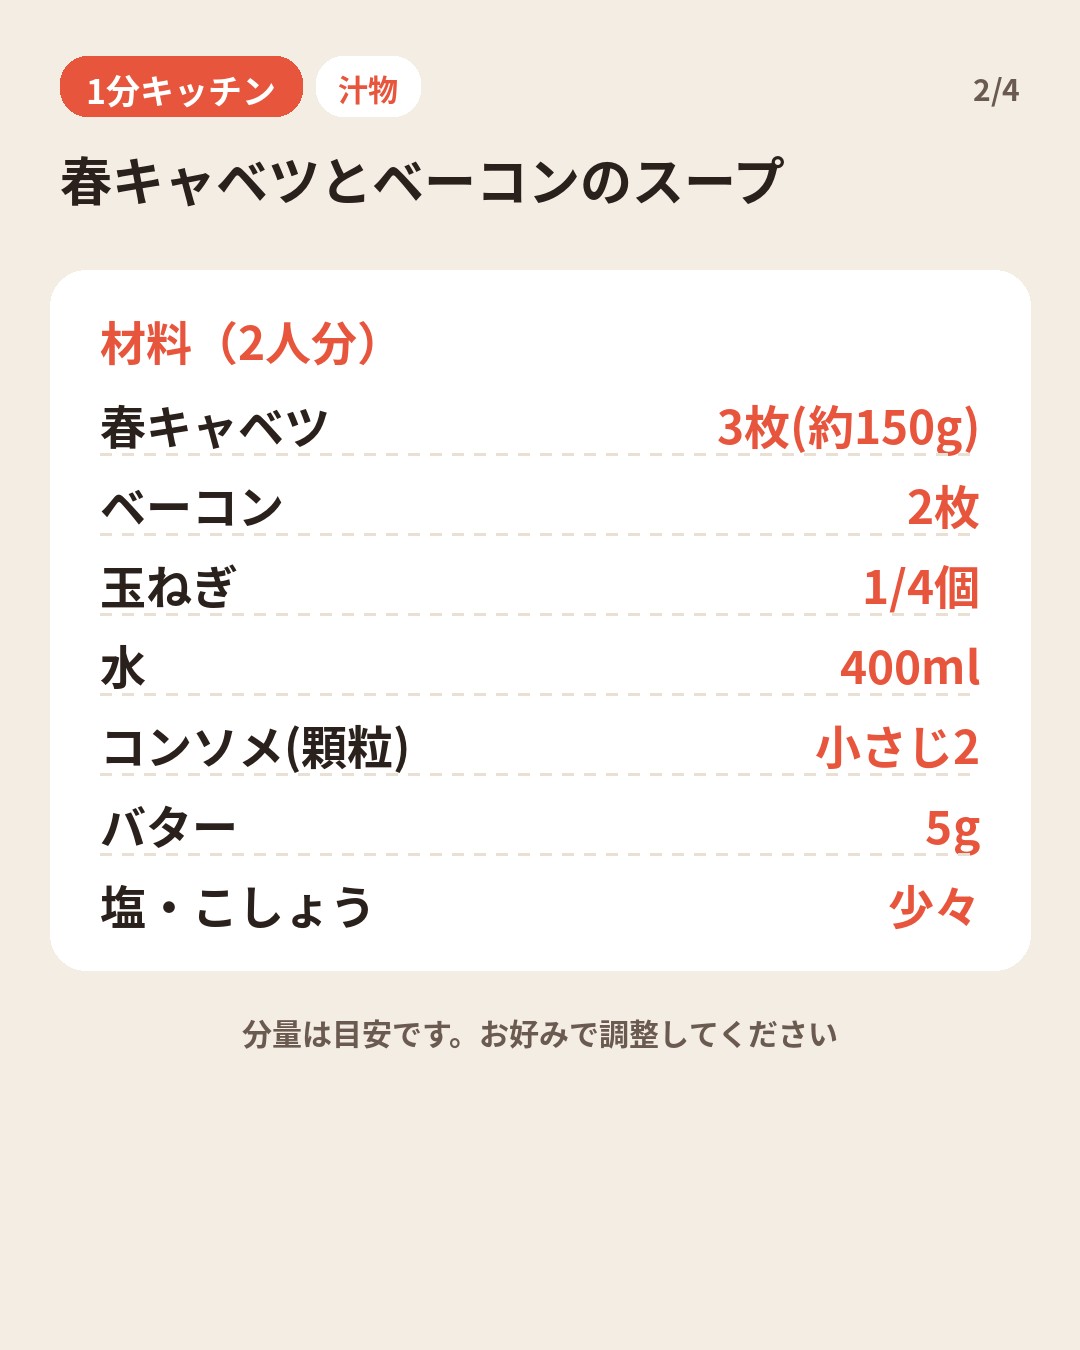 1分キッチン 汁物 2/4
春キャベツとベーコンのスープ
材料（2人分）
春キャベツ 3枚(約150g)
ベーコン 2枚
玉ねぎ 1/4個
水 400ml
コンソメ(顆粒) 小さじ2
バター 5g
塩・こしょう 少々
分量は目安です。お好みで調整してください